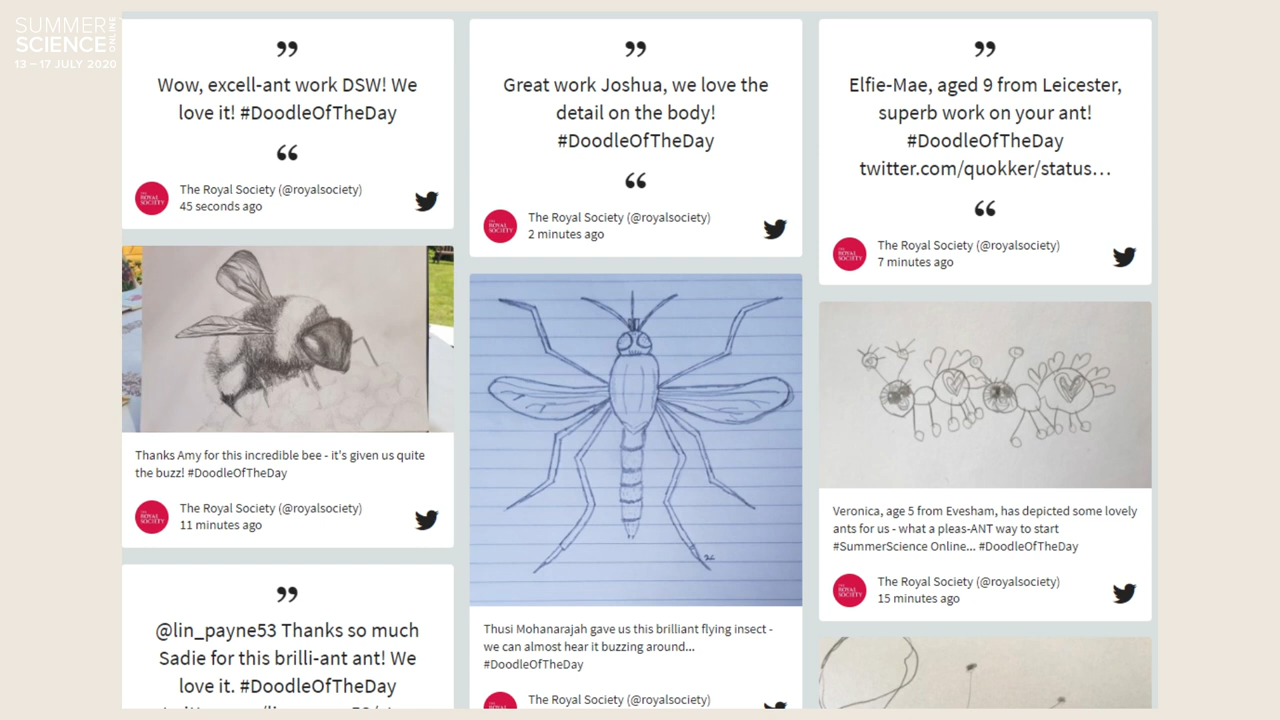 SUMMER
SCIENCE
ONLINE
13 – 17 JULY 2020
Wow, excell-ant work DSW! We
love it! #DoodleOfTheDay
The Royal Society (@royalsociety)
45 seconds ago
Thanks Amy for this incredible bee - it's given us quite
the buzz! #DoodleOfTheDay
The Royal Society (@royalsociety)
11 minutes ago
@lin_payne53 Thanks so much
Sadie for this brilli-ant ant! We
love it. #DoodleOfTheDay
Great work Joshua, we love the
detail on the body!
#DoodleOfTheDay
The Royal Society (@royalsociety)
2 minutes ago
Thusi Mohanarajah gave us this brilliant flying insect -
we can almost hear it buzzing around...
#DoodleOfTheDay
The Royal Society (@royalsociety)
Elfie-Mae, aged 9 from Leicester,
superb work on your ant!
#DoodleOfTheDay
twitter.com/quokker/status…
The Royal Society (@royalsociety)
7 minutes ago
Veronica, age 5 from Evesham, has depicted some lovely
ants for us - what a pleas-ANT way to start
#SummerScience Online... #DoodleOfTheDay
The Royal Society (@royalsociety)
15 minutes ago